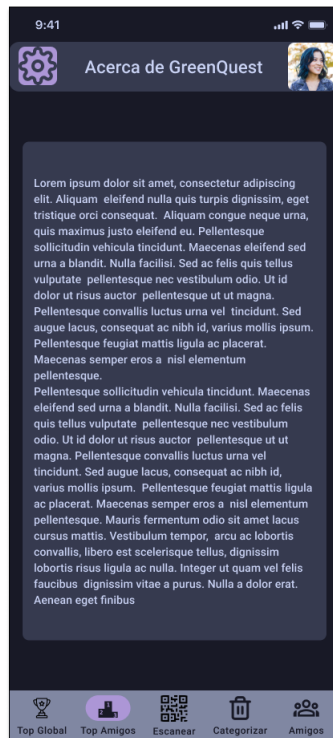 9:41
Acerca de GreenQuest
Lorem ipsum dolor sit amet, consectetur adipiscing
elit. Aliquam  eleifend nulla quis turpis dignissim, eget
tristique orci consequat.  Aliquam congue neque urna,
quis maximus justo eleifend eu. Pellentesque
sollicitudin vehicula tincidunt. Maecenas eleifend sed
urna a blandit. Nulla facilisi. Sed ac felis quis tellus
vulputate  pellentesque nec vestibulum odio. Ut id
dolor ut risus auctor  pellentesque ut ut magna.
Pellentesque convallis luctus urna vel  tincidunt. Sed
augue lacus, consequat ac nibh id, varius mollis ipsum.
Pellentesque feugiat mattis ligula ac placerat.
Maecenas semper eros a  nisl elementum
pellentesque.
Pellentesque sollicitudin vehicula tincidunt. Maecenas
eleifend sed urna a blandit. Nulla facilisi. Sed ac felis
quis tellus vulputate  pellentesque nec vestibulum
odio. Ut id dolor ut risus auctor  pellentesque ut ut
magna. Pellentesque convallis luctus urna vel
tincidunt. Sed augue lacus, consequat ac nibh id,
varius mollis ipsum.  Pellentesque feugiat mattis ligula
ac placerat. Maecenas semper eros a  nisl elementum
pellentesque. Mauris fermentum odio sit amet lacus
cursus mattis. Vestibulum tempor,  arcu ac lobortis
convallis, libero est scelerisque tellus, dignissim
lobortis risus ligula ac nulla. Integer ut quam vel felis
faucibus  dignissim vitae a purus. Nulla a dolor erat.
Aenean eget finibus
Top Global Top Amigos Escanear Categorizar Amigos